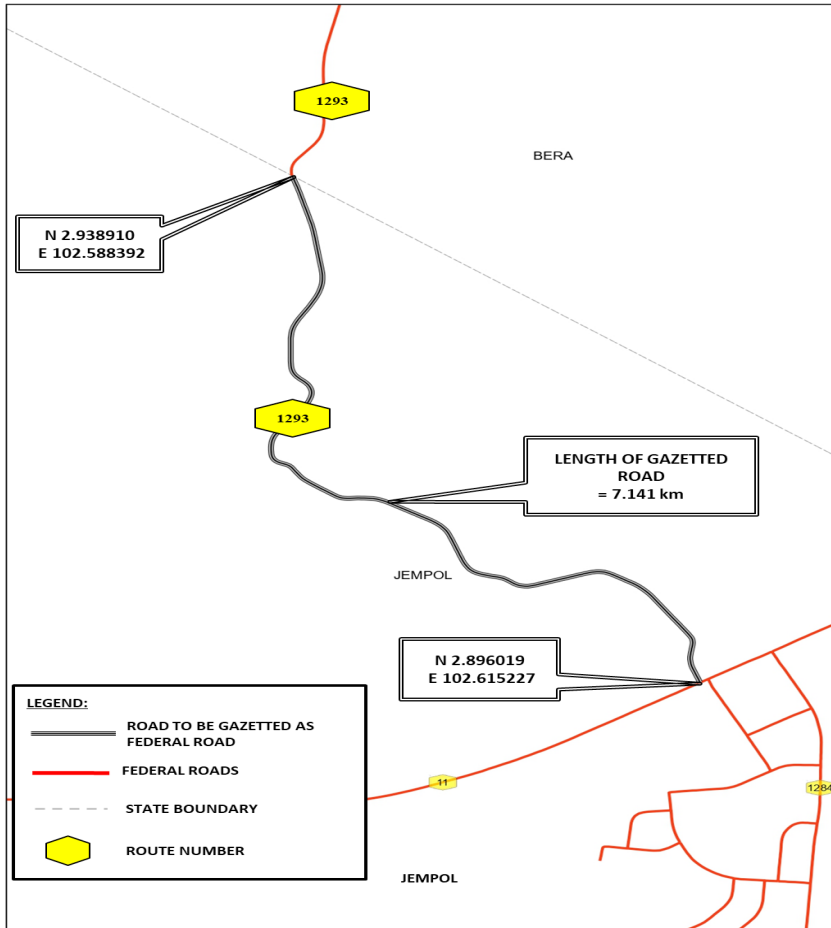 1293
BERA
N 2.938910
E 102.588392
1293
LENGTH OF GAZETTED
ROAD
= 7.141 km
JEMPOL
N 2.896019
E 102.615227
LEGEND:
ROAD TO BE GAZETTED AS
FEDERAL ROAD
FEDERAL ROADS
STATE BOUNDARY
ROUTE NUMBER
11
1284
JEMPOL